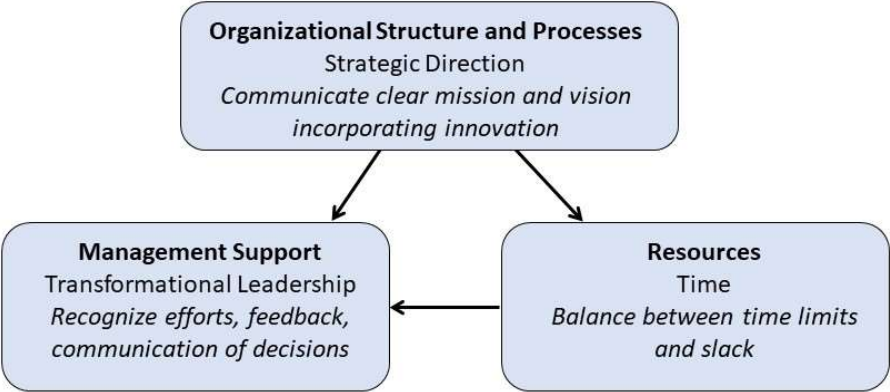 Organizational Structure and Processes
Strategic Direction
Communicate clear mission and vision
incorporating innovation
Management Support
Transformational Leadership
Recognize efforts, feedback,
communication of decisions
Resources
Time
Balance between time limits
and slack